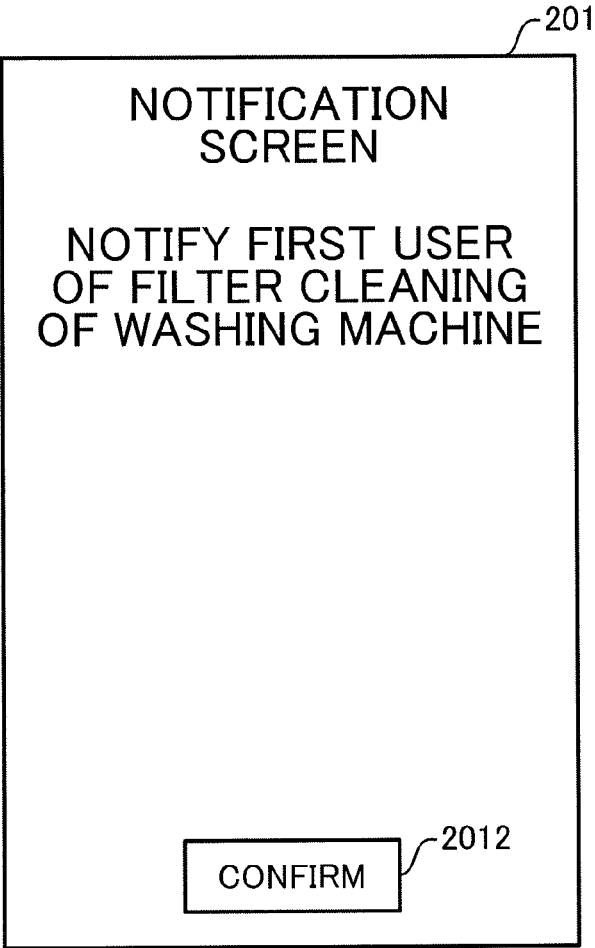 201
NOTIFICATION
SCREEN
NOTIFY FIRST USER
OF FILTER CLEANING
OF WASHING MACHINE
2012
CONFIRM